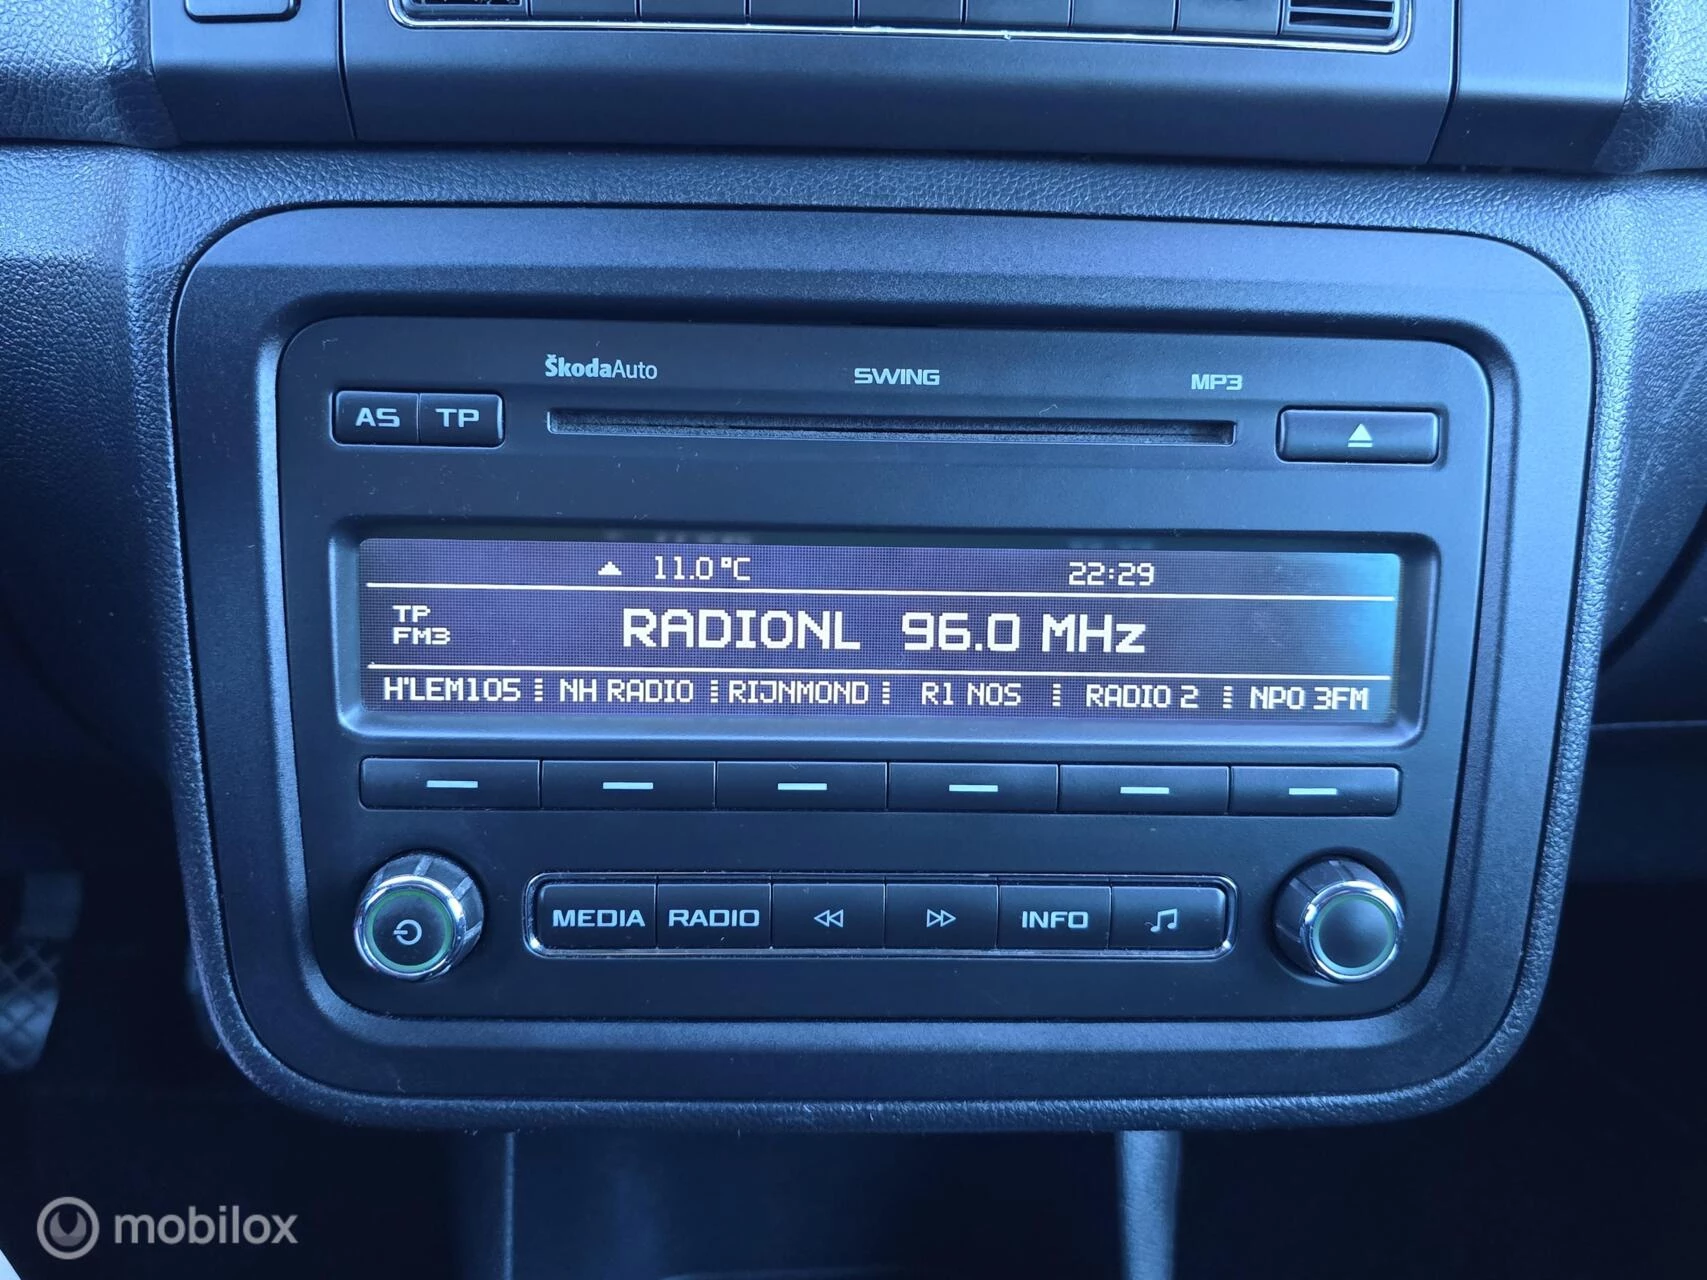 ŠkodaAuto SWING MP3
AS TP
11.0°C 22:29
TP
FM3
RADIONL 96.0 MHz
H'LEM105 NH RADIO RIJNMOND R1 NOS RADIO 2 NPO 3FM
MEDIA RADIO INFO
mobilox